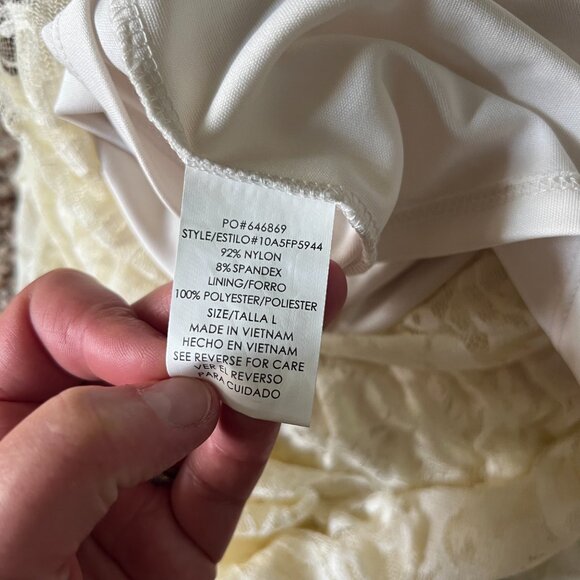 PO#646869
STYLE/ESTILO#10A5FP5944
92% NYLON
8% SPANDEX
LINING/FORRO
100% POLYESTER/POLIESTER
SIZE/TALLA L
MADE IN VIETNAM
HECHO EN VIETNAM
SEE REVERSE FOR CARE
VER EL REVERSO
PARA CUIDADO